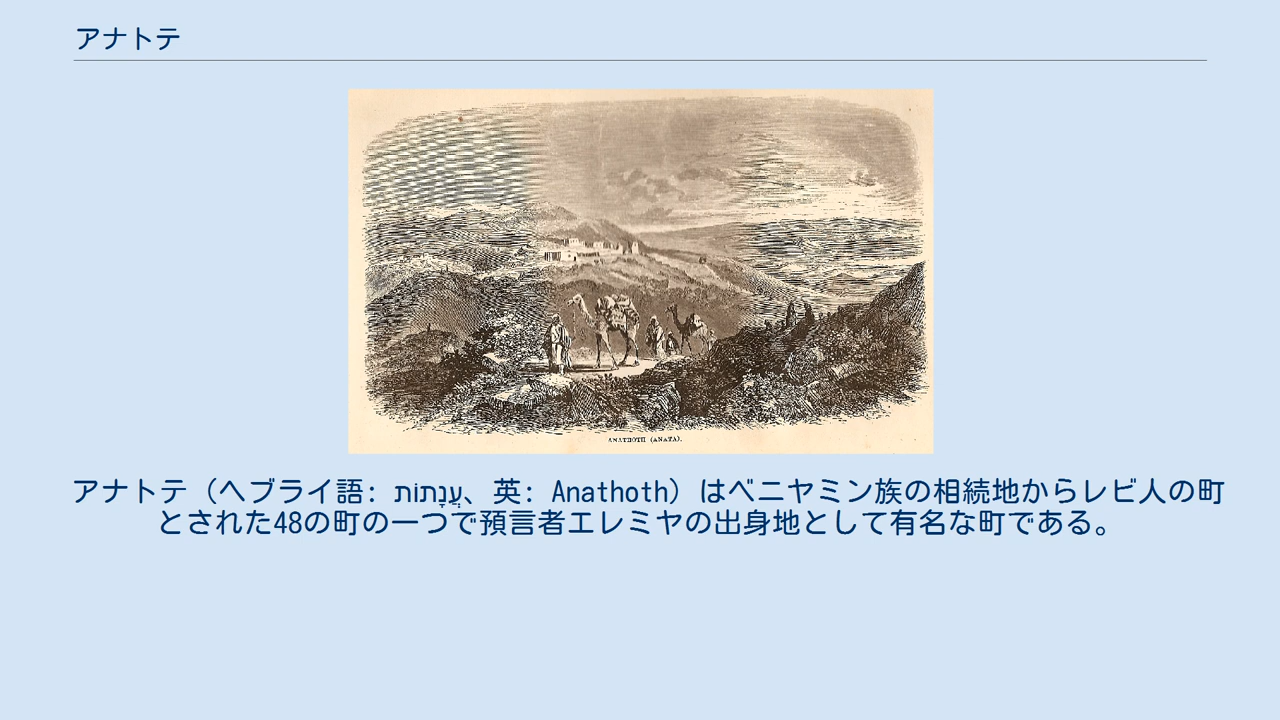 アナトテ
ANATHOTH (ANATA).
アナトテ（ヘブライ語: עֲנָתוֹת、英: Anathoth）はベニヤミン族の相続地からレビ人の町
とされた48の町の一つで預言者エレミヤの出身地として有名な町である。